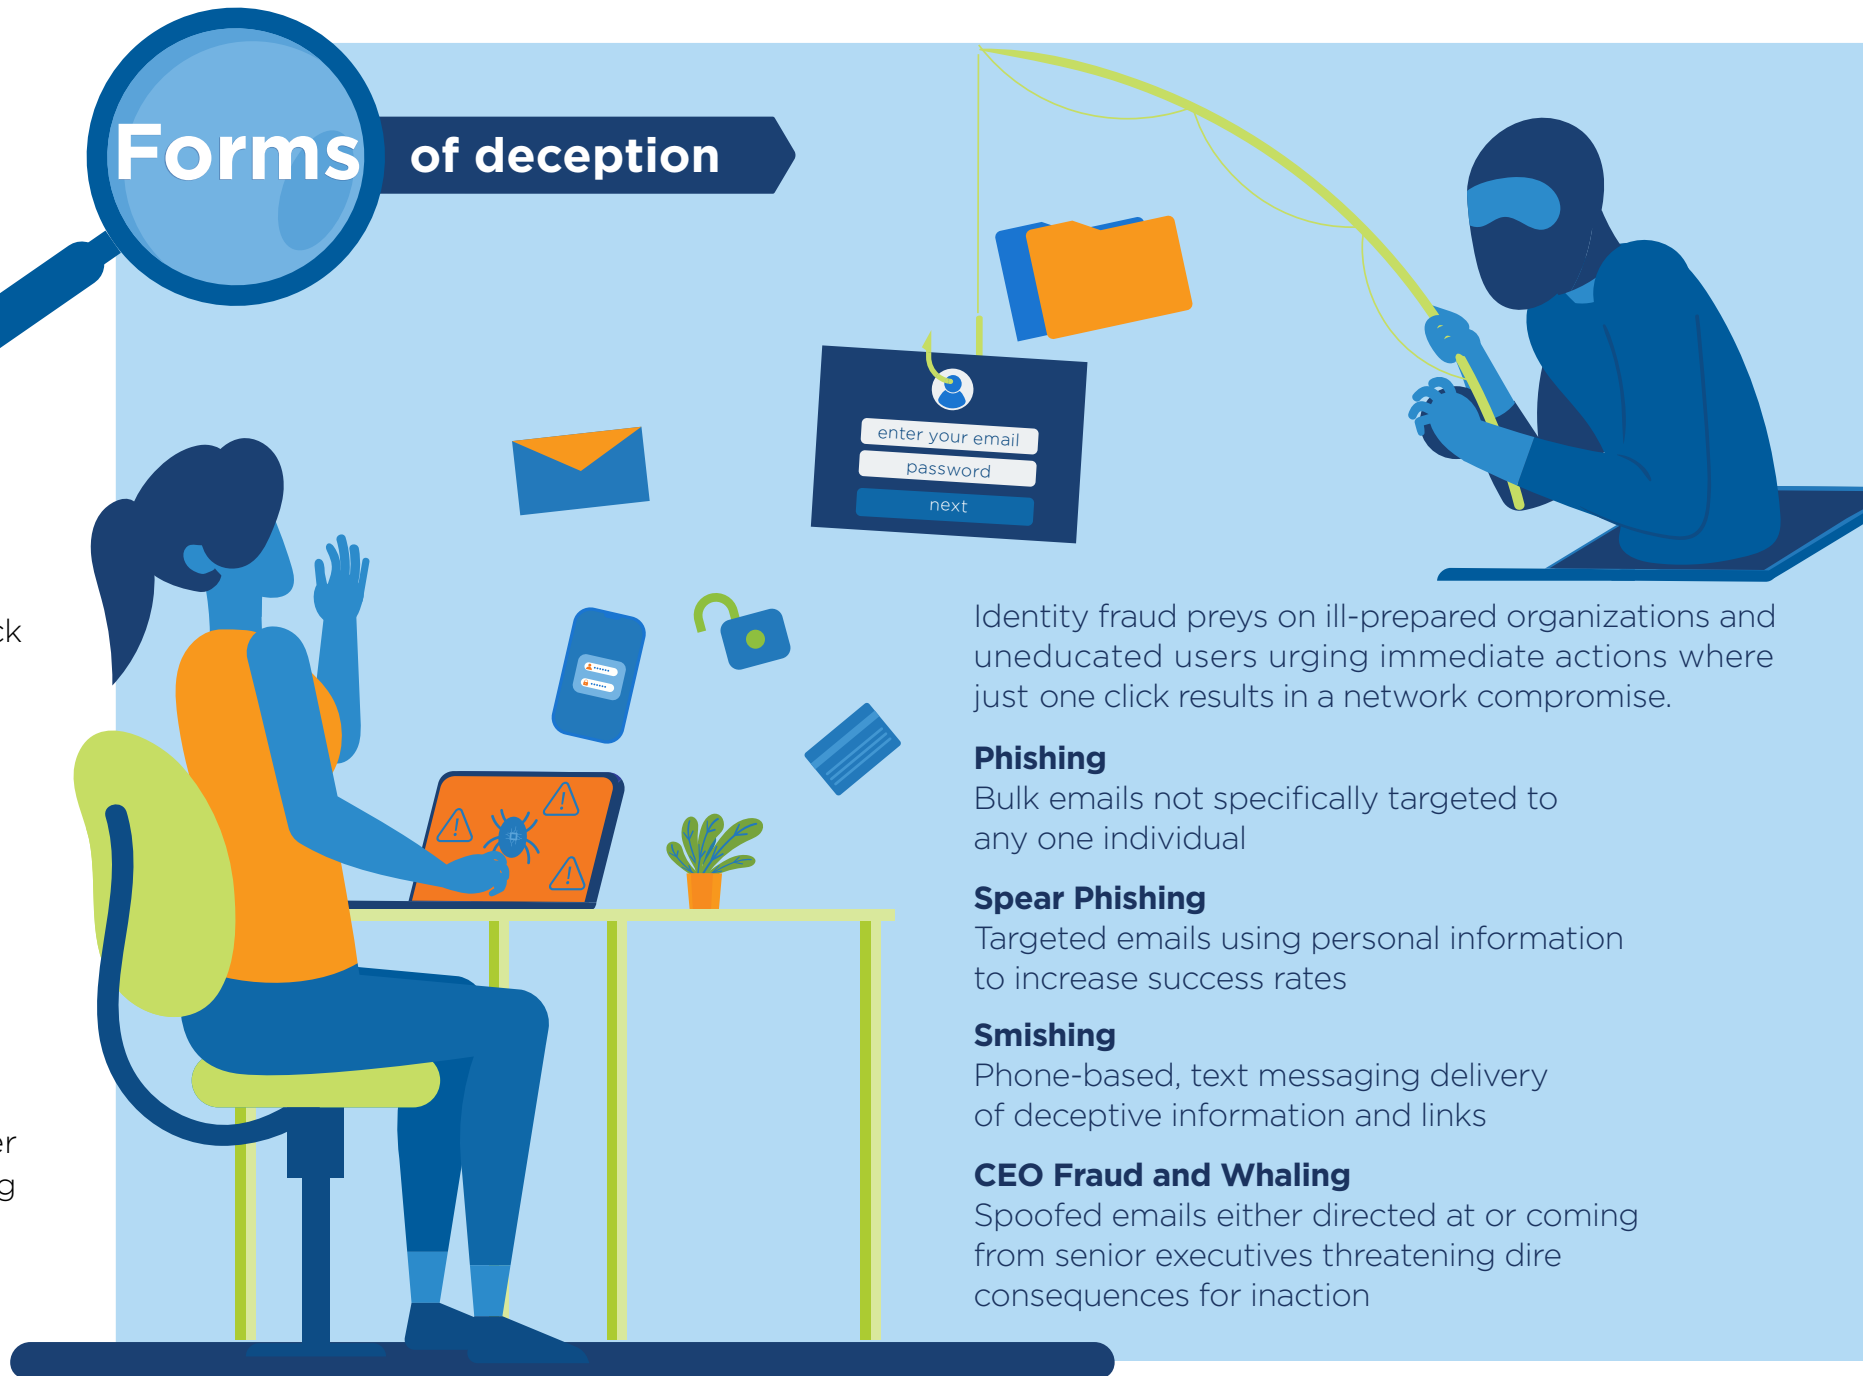 Forms of deception
enter your email
password
next
Identity fraud preys on ill-prepared organizations and
uneducated users urging immediate actions where
just one click results in a network compromise.
Phishing
Bulk emails not specifically targeted to
any one individual
Spear Phishing
Targeted emails using personal information
to increase success rates
Smishing
Phone-based, text messaging delivery
of deceptive information and links
CEO Fraud and Whaling
Spoofed emails either directed at or coming
from senior executives threatening dire
consequences for inaction